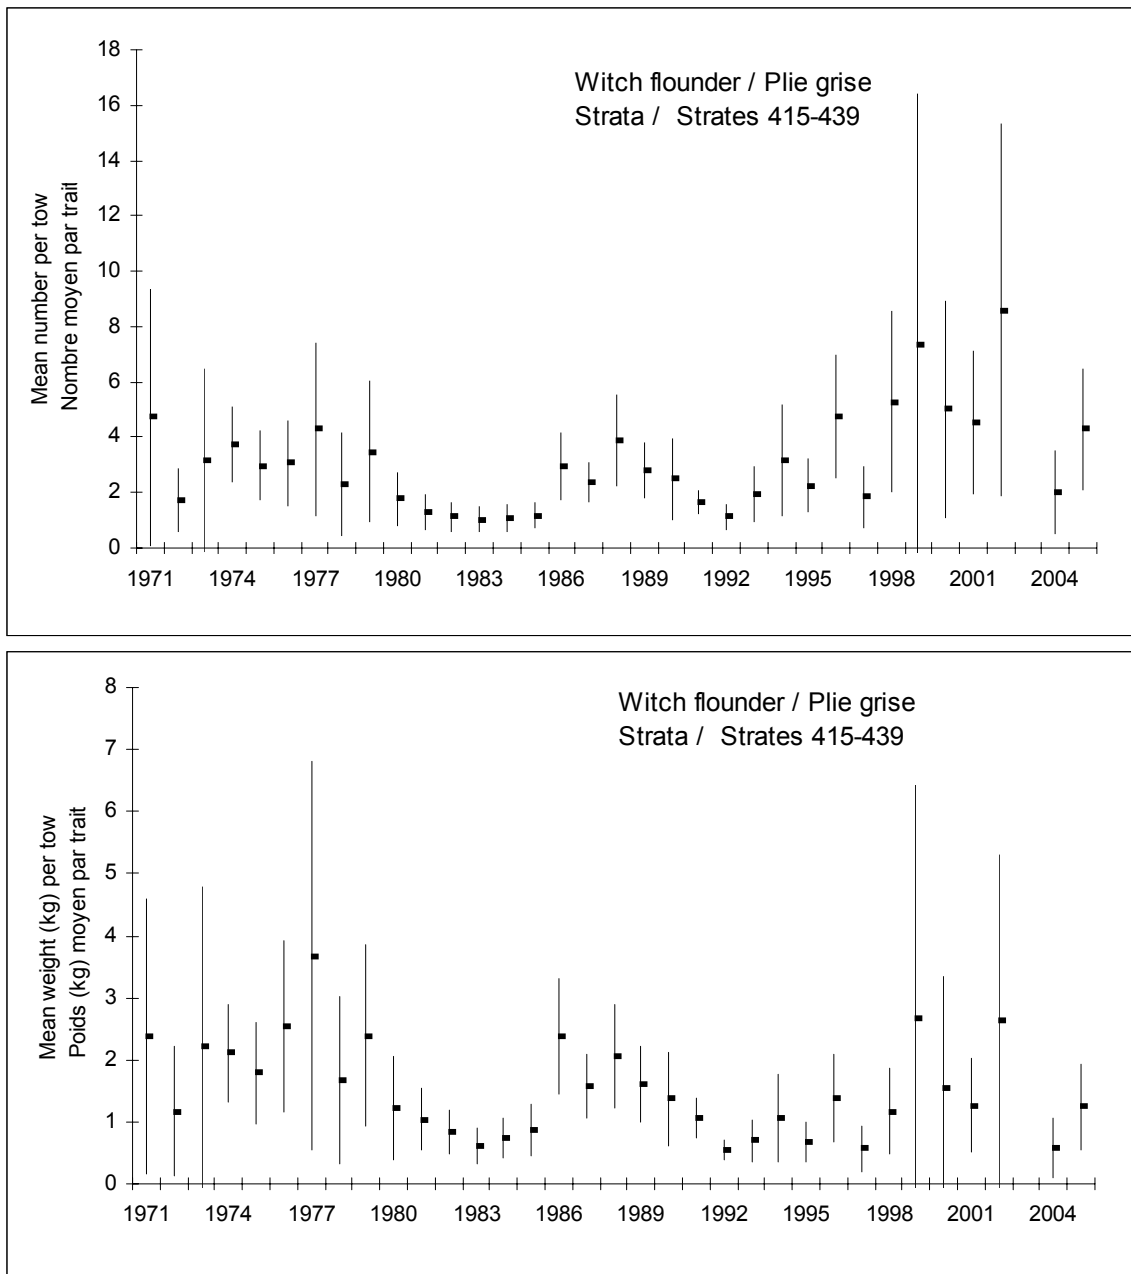 18
16
14
12
10
8
6
4
2
0
Mean number per tow
Nombre moyen par trait
Witch flounder / Plie grise
Strata / Strates 415-439
1971 1974 1977 1980 1983 1986 1989 1992 1995 1998 2001 2004
8
7
6
5
4
3
2
1
0
Mean weight (kg) per tow
Poids (kg) moyen par trait
Witch flounder / Plie grise
Strata / Strates 415-439
1971 1974 1977 1980 1983 1986 1989 1992 1995 1998 2001 2004